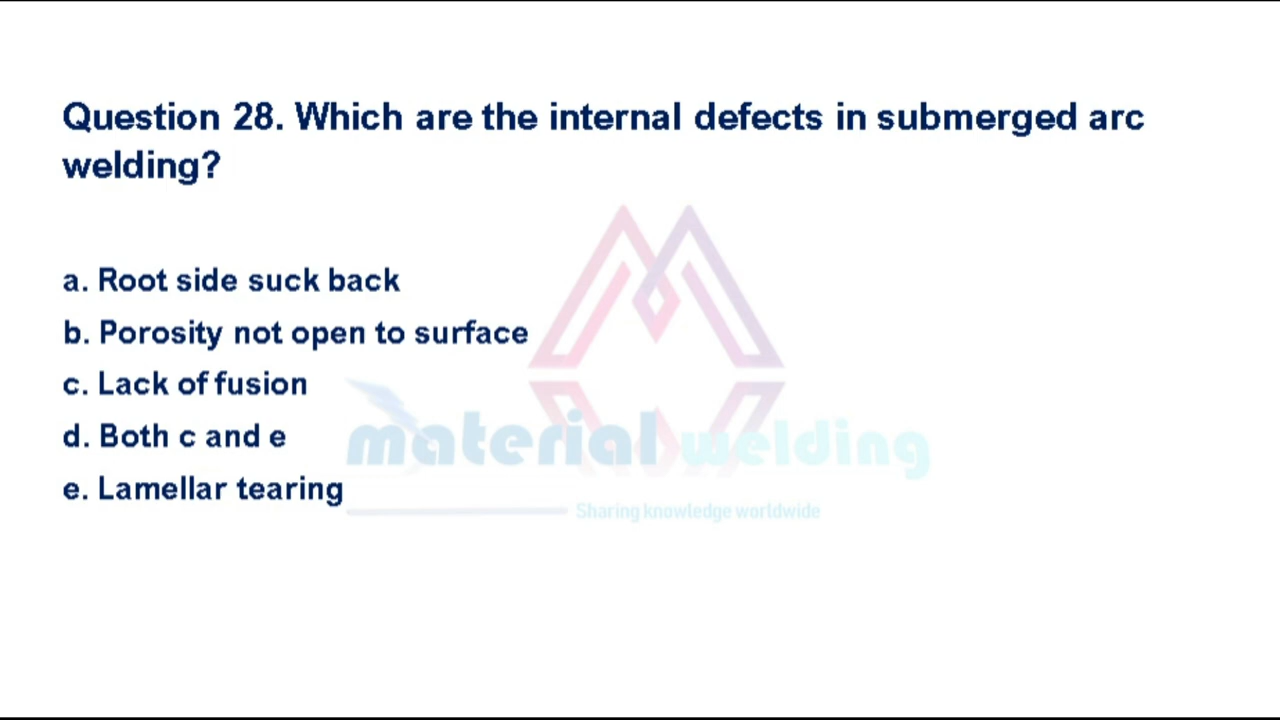 Question 28. Which are the internal defects in submerged arc
welding?
a. Root side suck back
b. Porosity not open to surface
c. Lack of fusion
d. Both c and e
material welding
e. Lamellar tearing
Sharing knowledge worldwide